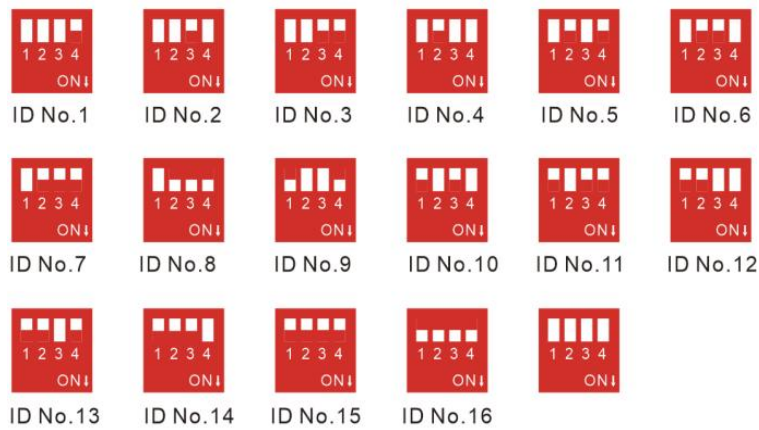 1 2 3 4 1 2 3 4 1 2 3 4 1 2 3 4 1 2 3 4 1 2 3 4
ON↓ ON↓ ON↓ ON↓ ON↓ ON↓
ID No.1 ID No.2 ID No.3 ID No.4 ID No.5 ID No.6
1 2 3 4 1 2 3 4 1 2 3 4 1 2 3 4 1 2 3 4 1 2 3 4
ON↓ ON↓ ON↓ ON↓ ON↓ ON↓
ID No.7 ID No.8 ID No.9 ID No.10 ID No.11 ID No.12
1 2 3 4 1 2 3 4 1 2 3 4 1 2 3 4 1 2 3 4
ON↓ ON↓ ON↓ ON↓ ON↓
ID No.13 ID No.14 ID No.15 ID No.16